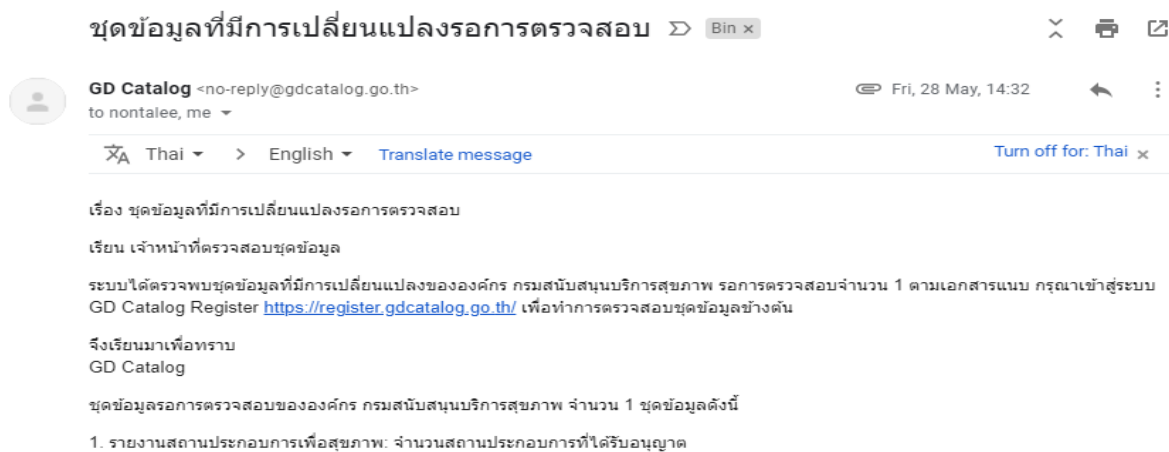 ชุดข้อมูลที่มีการเปลี่ยนแปลงรอการตรวจสอบ Bin ×
GD Catalog <no-reply@gdcatalog.go.th> Fri, 28 May, 14:32
to nontalee, me
Thai > English Translate message Turn off for: Thai ×
เรื่อง ชุดข้อมูลที่มีการเปลี่ยนแปลงรอการตรวจสอบ
เรียน เจ้าหน้าที่ตรวจสอบชุดข้อมูล
ระบบได้ตรวจพบชุดข้อมูลที่มีการเปลี่ยนแปลงขององค์กร กรมสนับสนุนบริการสุขภาพ รอการตรวจสอบจำนวน 1 ตามเอกสารแนบ กรุณาเข้าสู่ระบบ
GD Catalog Register https://register.gdcatalog.go.th/ เพื่อทำการตรวจสอบชุดข้อมูลข้างต้น
จึงเรียนมาเพื่อทราบ
GD Catalog
ชุดข้อมูลรอการตรวจสอบขององค์กร กรมสนับสนุนบริการสุขภาพ จำนวน 1 ชุดข้อมูลดังนี้
1. รายงานสถานประกอบการเพื่อสุขภาพ: จำนวนสถานประกอบการที่ได้รับอนุญาต